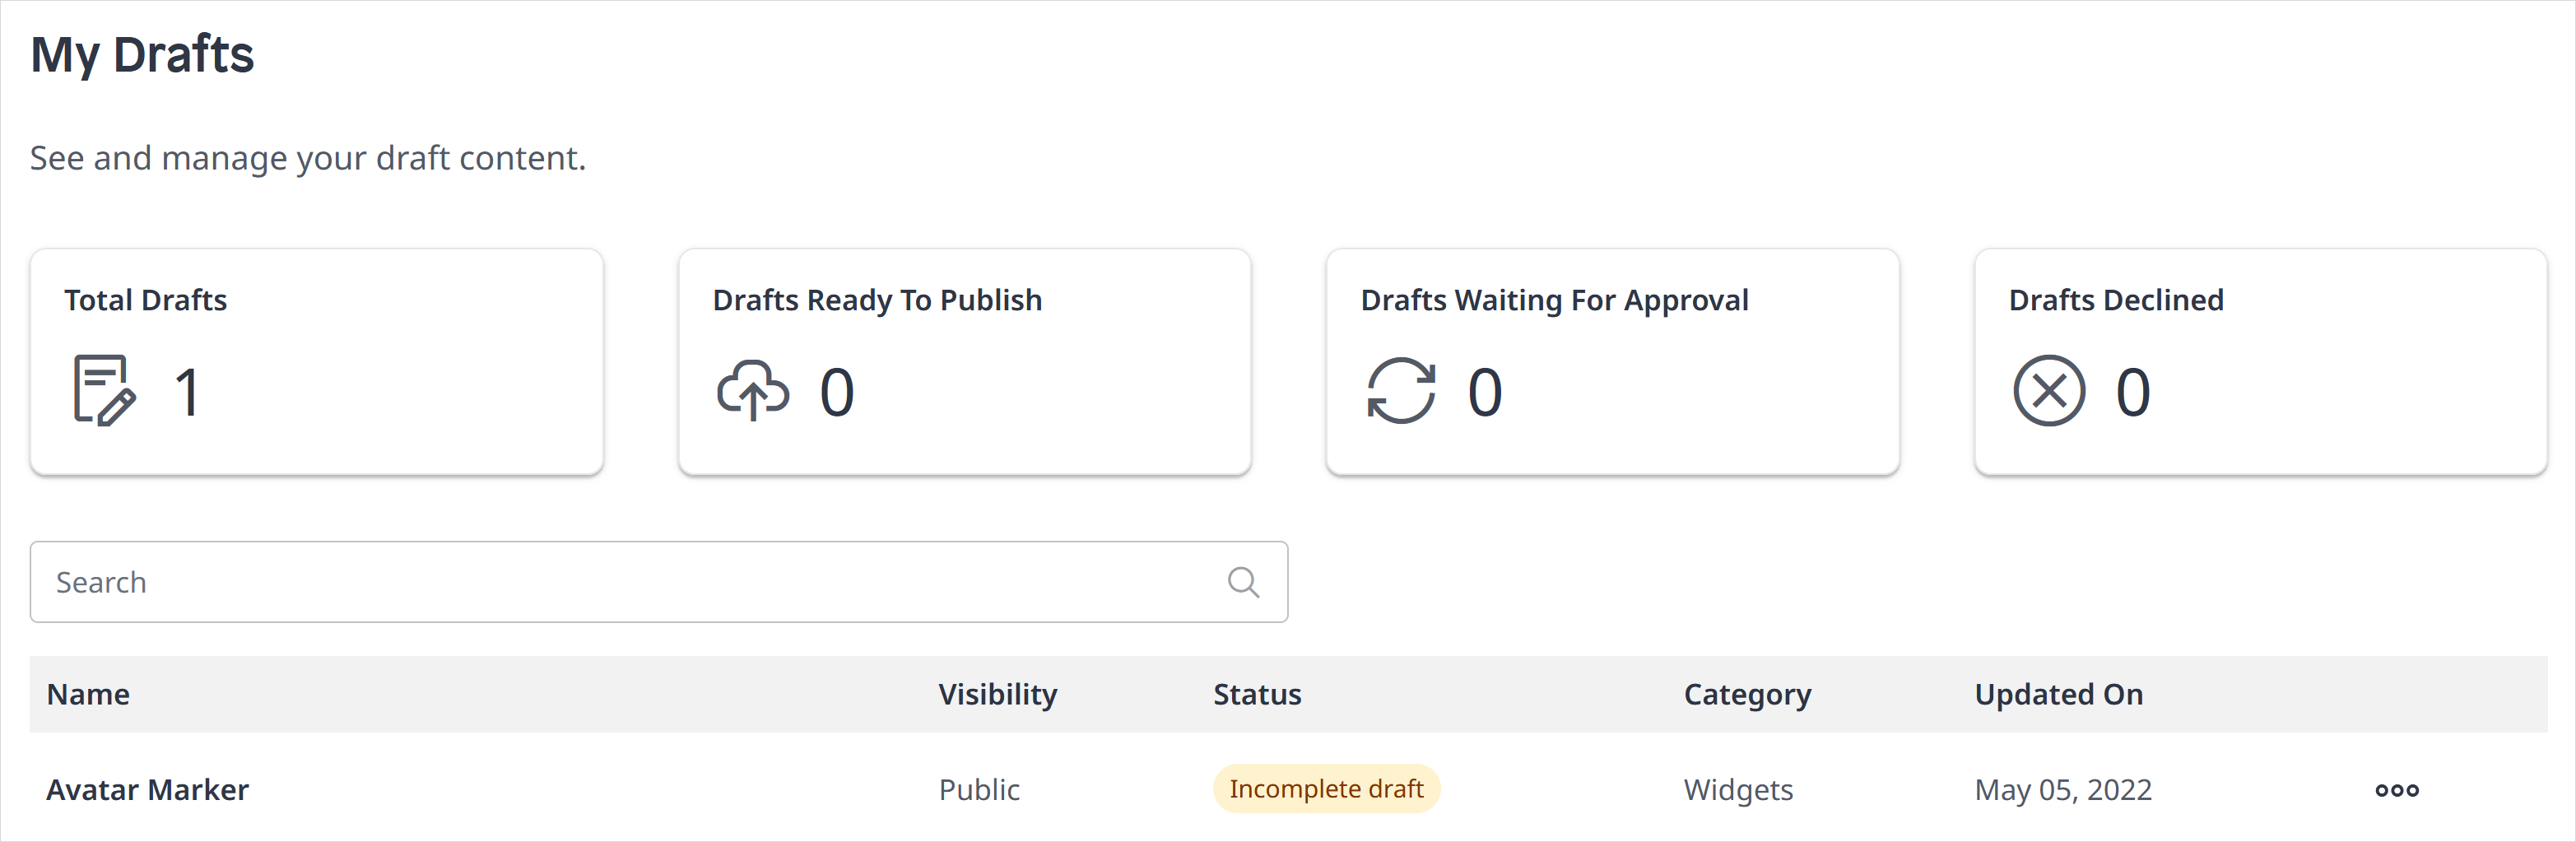 My Drafts
See and manage your draft content.
Total Drafts
1
Drafts Ready To Publish
0
Drafts Waiting For Approval
0
Drafts Declined
0
Search
Name Visibility Status Category Updated On
Avatar Marker Public Incomplete draft Widgets May 05, 2022